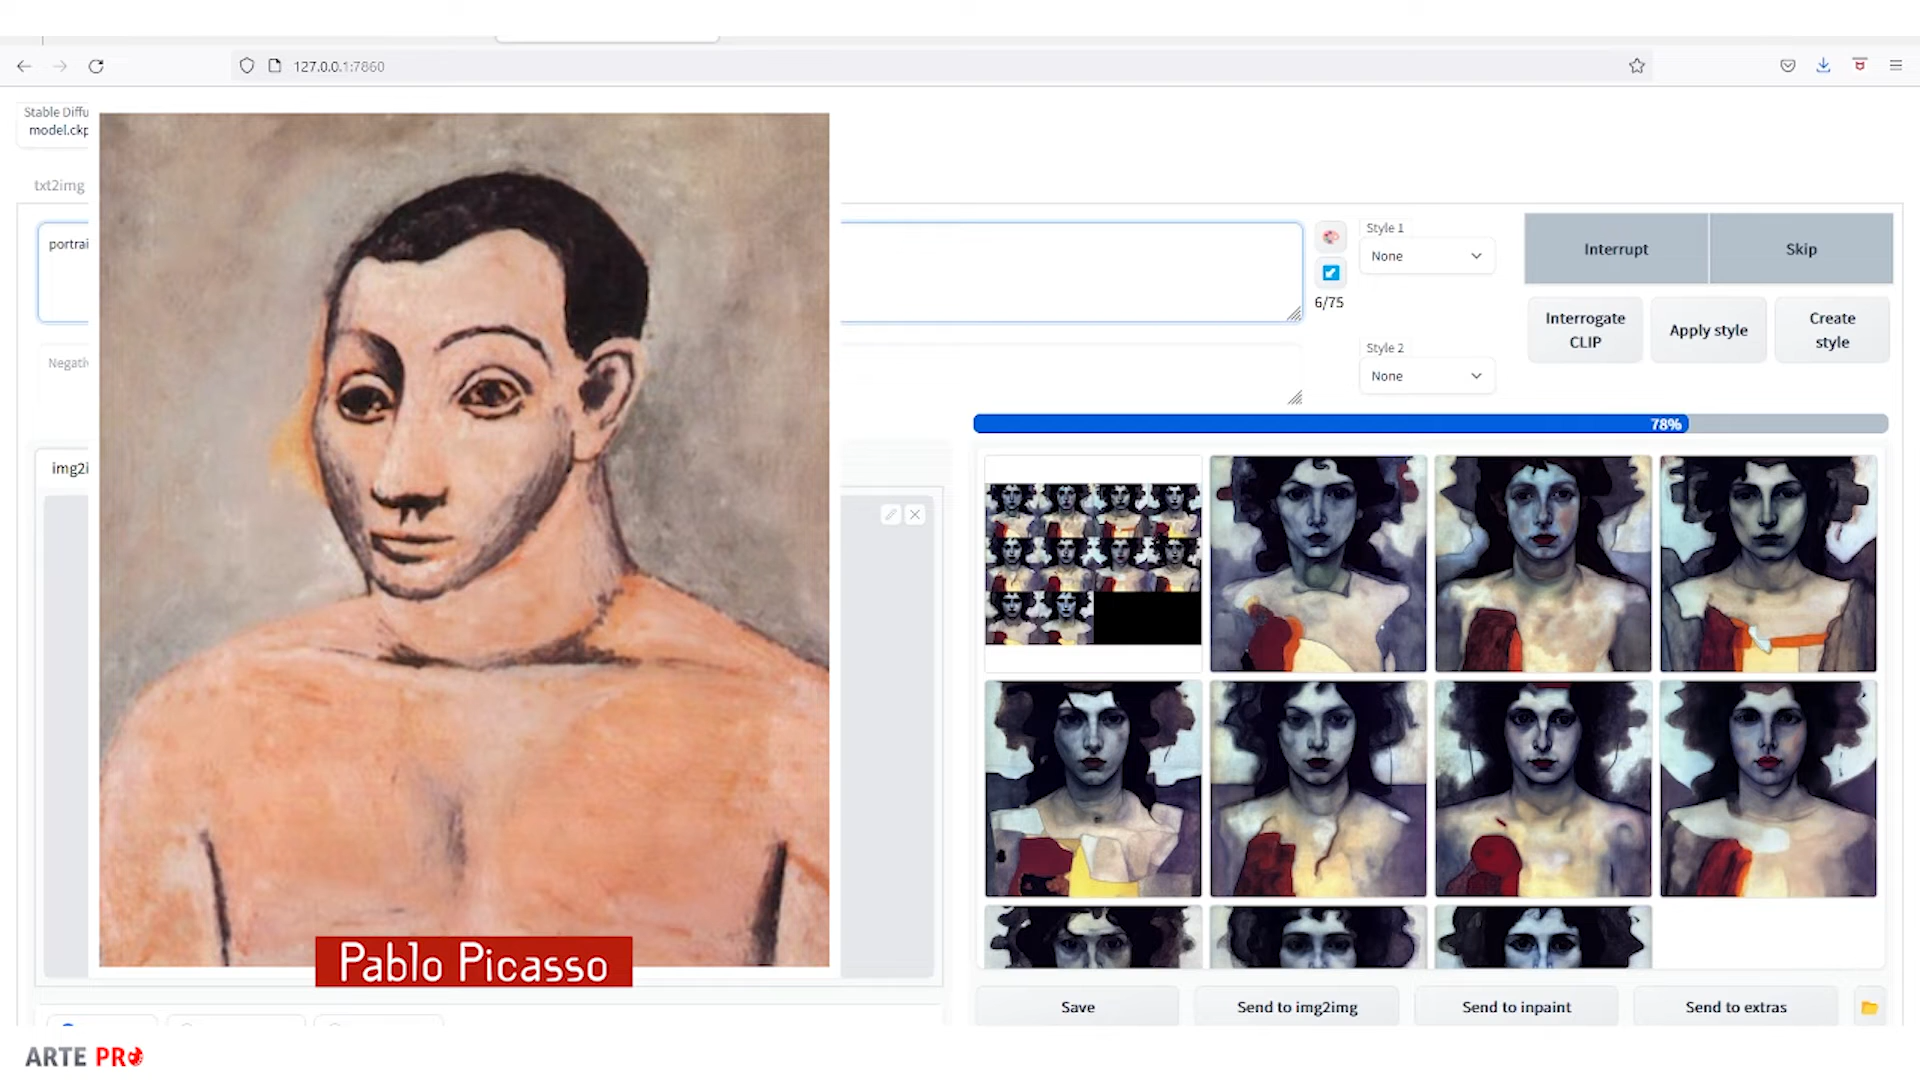 127.0.0.1:7860
Stable Diffu
model.ckp
txt2img
portrai
Style 1
None
6/75
Interrupt
Skip
Interrogate CLIP
Apply style
Create style
Negativ
Style 2
None
78%
img2i
Pablo Picasso
Save
Send to img2img
Send to inpaint
Send to extras
ARTE PRO